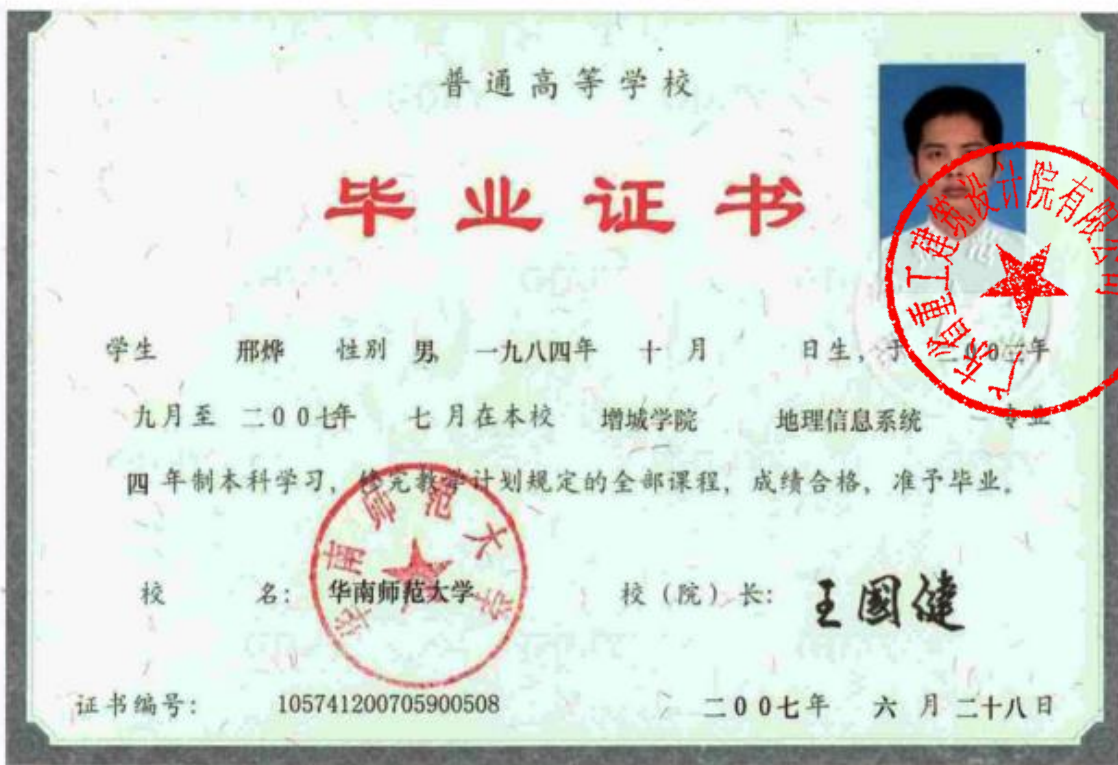 普通高等学校
毕业证书
学生 邢烨 性别 男 一九八四年 十 月 日生，于 年
九月至 二00七年 七 月在本校 增城学院 地理信息系统 专业
四 年制本科学习，修完教学计划规定的全部课程，成绩合格，准予毕业。
校 名： 华南师范大学 校（院）长： 王國健
证书编号： 105741200705900508 二00七年 六 月 二十八日
华南师范大学
广东省重工建筑设计院有限公司